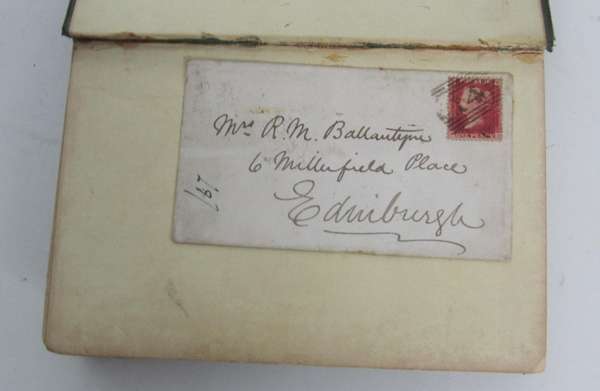 Mrs R. M. Ballantyne
6 Millerfield Place
Edinburgh